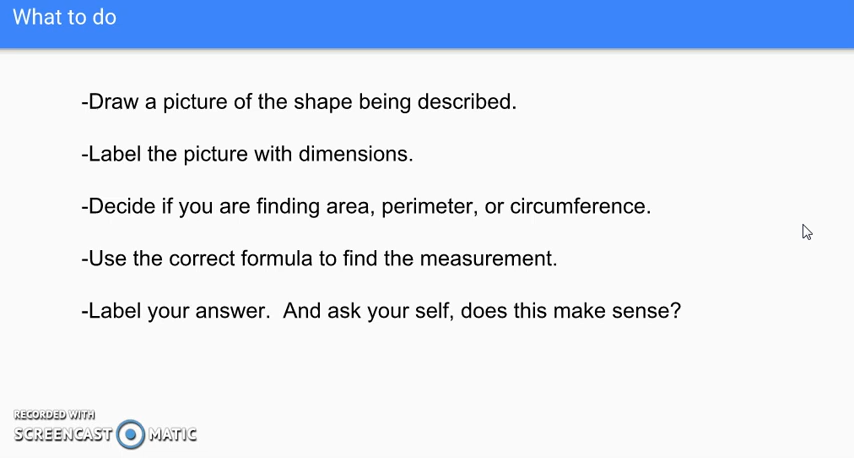 What to do
-Draw a picture of the shape being described.
-Label the picture with dimensions.
-Decide if you are finding area, perimeter, or circumference.
-Use the correct formula to find the measurement.
-Label your answer.  And ask your self, does this make sense?
RECORDED WITH
SCREENCAST MATIC